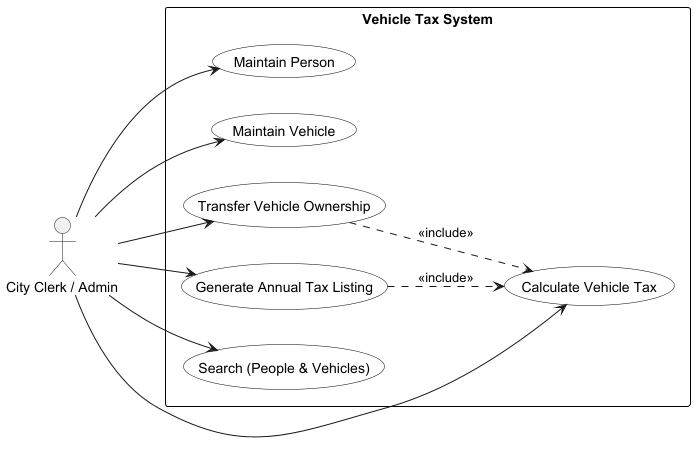 Vehicle Tax System
Maintain Person
Maintain Vehicle
Transfer Vehicle Ownership
«include»
Generate Annual Tax Listing
«include»
Calculate Vehicle Tax
City Clerk / Admin
Search (People & Vehicles)